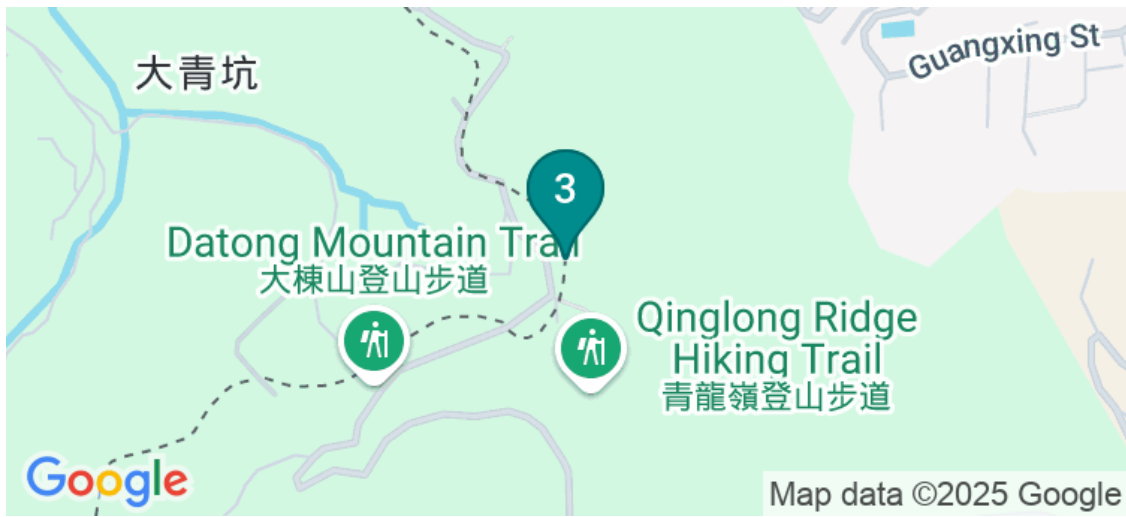 大青坑
Guangxing St
3
Datong Mountain Trail
大棟山登山步道
Qinglong Ridge
Hiking Trail
青龍嶺登山步道
Google
Map data ©2025 Google